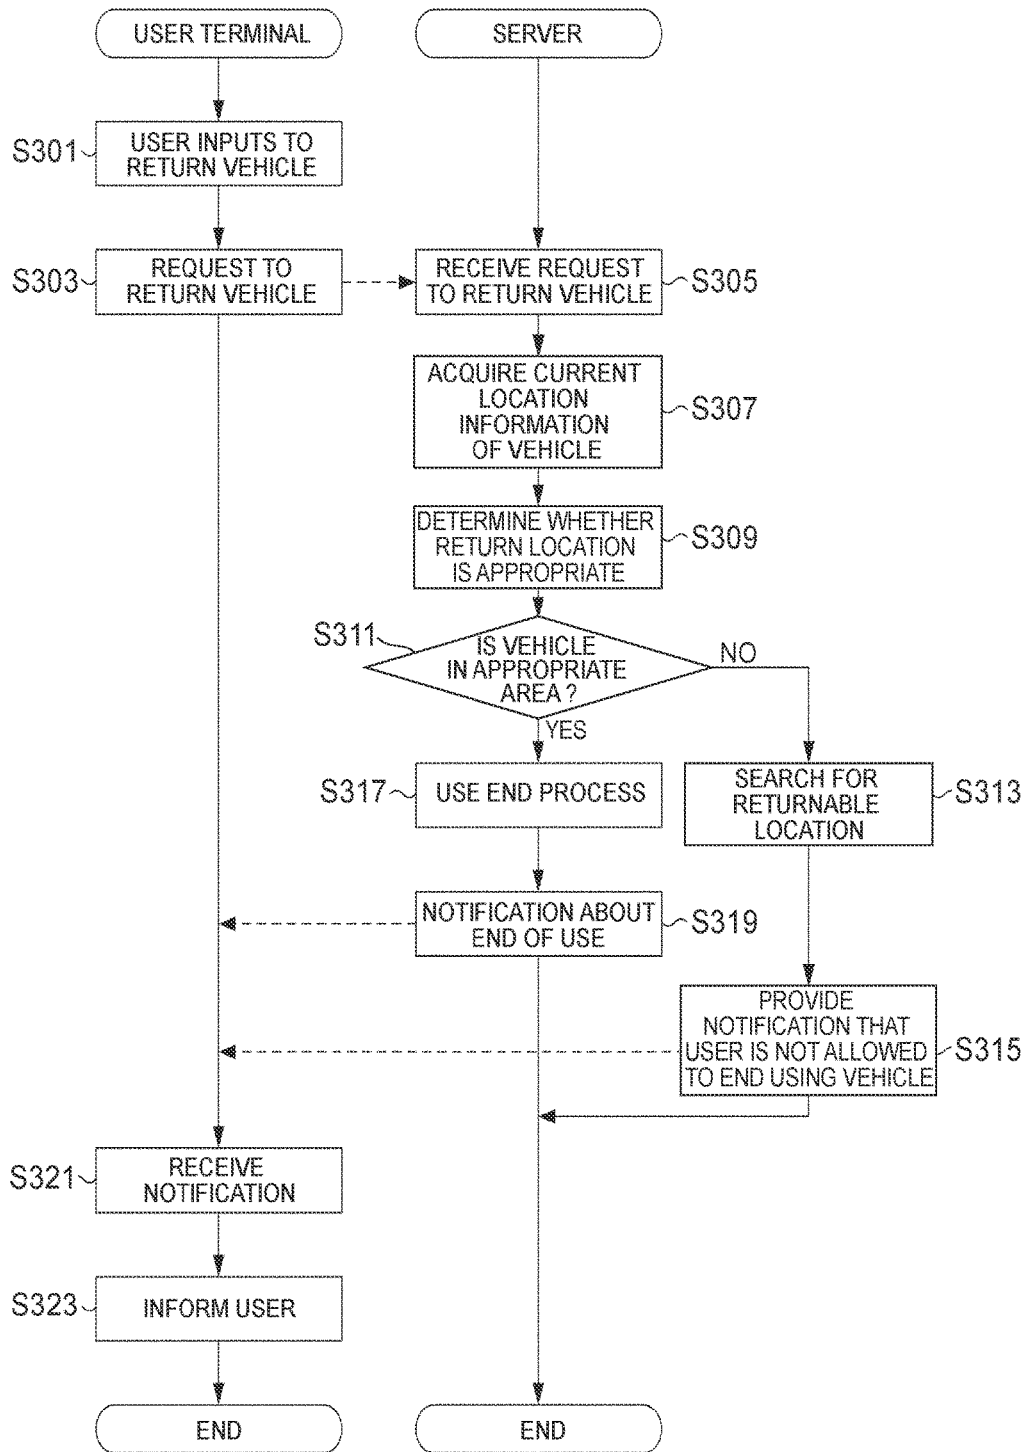 USER TERMINAL
SERVER
S301
USER INPUTS TO
RETURN VEHICLE
S303
REQUEST TO
RETURN VEHICLE
RECEIVE REQUEST
TO RETURN VEHICLE
S305
ACQUIRE CURRENT
LOCATION
INFORMATION
OF VEHICLE
S307
DETERMINE WHETHER
RETURN LOCATION
IS APPROPRIATE
S309
S311
IS VEHICLE
IN APPROPRIATE
AREA ?
NO
YES
S317
USE END PROCESS
SEARCH FOR
RETURNABLE
LOCATION
S313
NOTIFICATION ABOUT
END OF USE
S319
PROVIDE
NOTIFICATION THAT
USER IS NOT ALLOWED
TO END USING VEHICLE
S315
S321
RECEIVE
NOTIFICATION
S323
INFORM USER
END
END